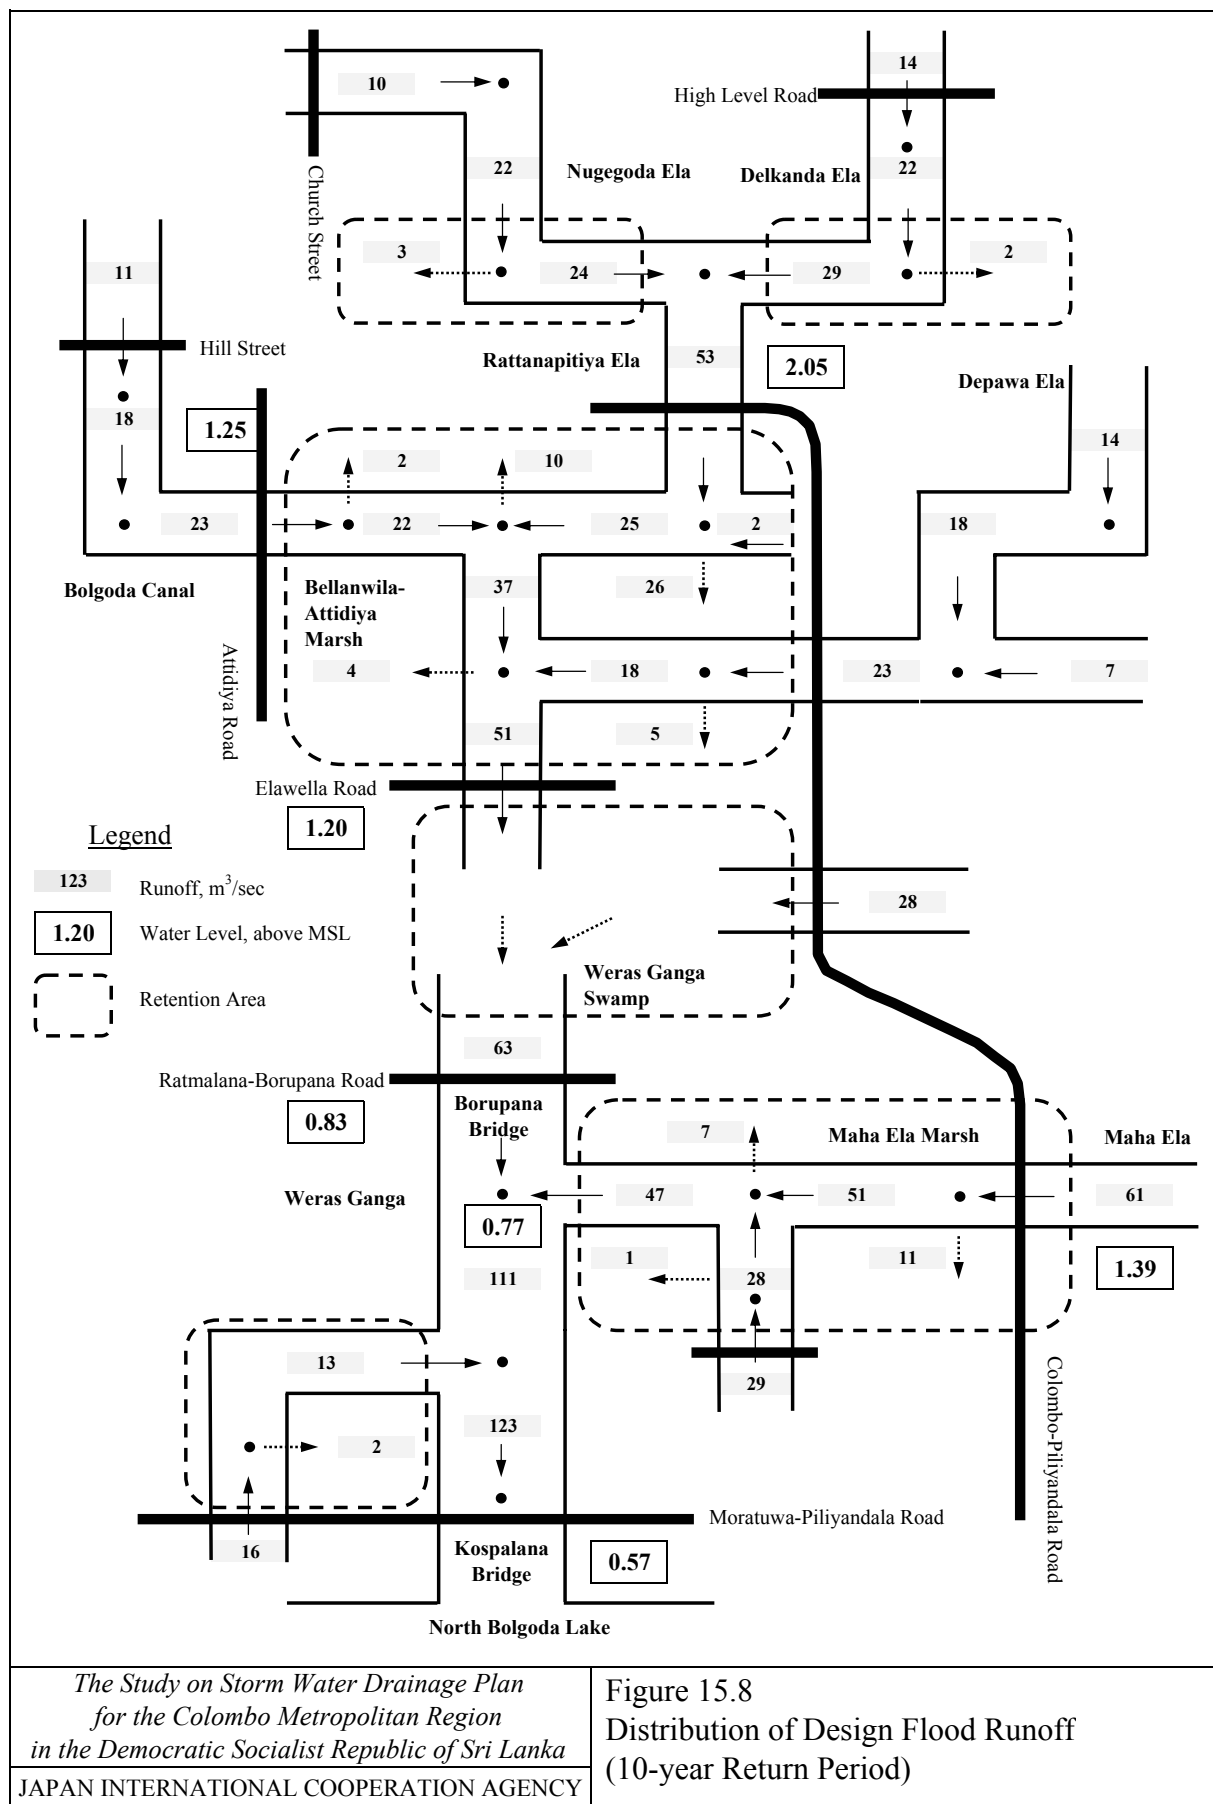 10
14
High Level Road
Church Street
22
Nugegoda Ela
Delkanda Ela
22
3
24
29
2
11
Hill Street
Rattanapitiya Ela
53
2.05
Depawa Ela
18
1.25
2
10
14
23
22
25
2
18
Bolgoda Canal
Bellanwila-
Attidiya
Marsh
37
26
Attidiya Road
4
18
23
7
51
5
Elawella Road
1.20
Legend
123
Runoff, m³/sec
28
1.20
Water Level, above MSL
Weras Ganga
Swamp
Retention Area
63
Ratmalana-Borupana Road
0.83
Borupana
Bridge
7
Maha Ela Marsh
Maha Ela
Weras Ganga
47
51
61
0.77
111
1
28
11
1.39
13
29
Colombo-Piliyandala Road
123
2
16
Moratuwa-Piliyandala Road
Kospalana
Bridge
0.57
North Bolgoda Lake
The Study on Storm Water Drainage Plan
for the Colombo Metropolitan Region
in the Democratic Socialist Republic of Sri Lanka
JAPAN INTERNATIONAL COOPERATION AGENCY
Figure 15.8
Distribution of Design Flood Runoff
(10-year Return Period)